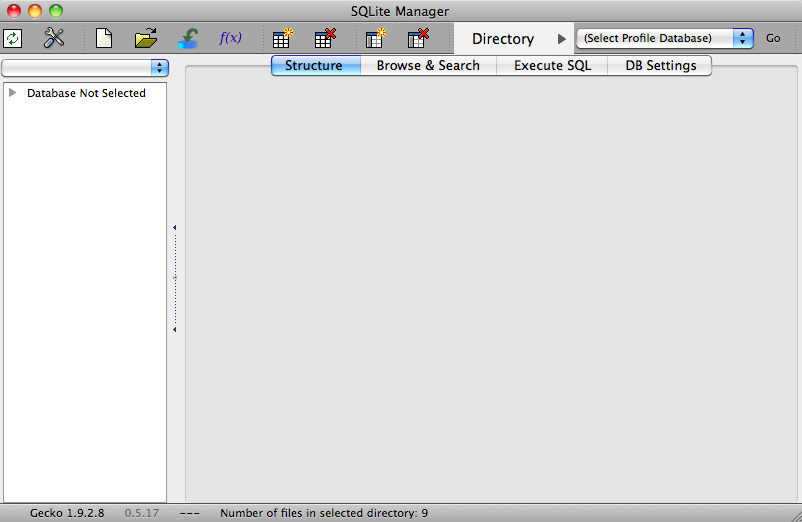 SQLite Manager
f(x)
Directory
(Select Profile Database)
Go
Structure
Browse & Search
Execute SQL
DB Settings
Database Not Selected
Gecko 1.9.2.8
0.5.17
---
Number of files in selected directory: 9